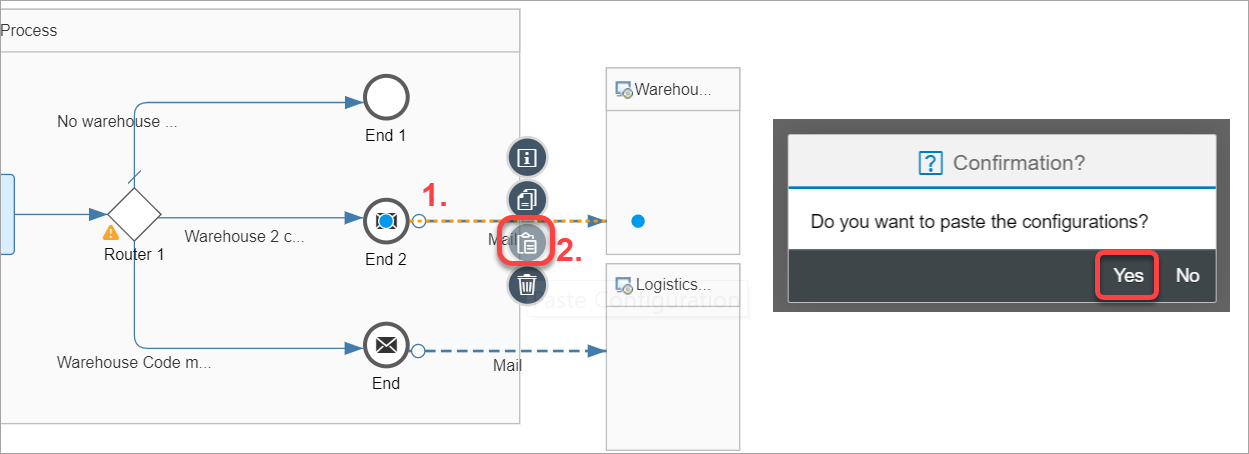 Process
No warehouse ...
End 1
Warehou...
1.
Warehouse 2 c...
Router 1
End 2
Mail
2.
Logistics...
Paste Configuration
Warehouse Code m...
End
Mail
Confirmation?
Do you want to paste the configurations?
Yes
No